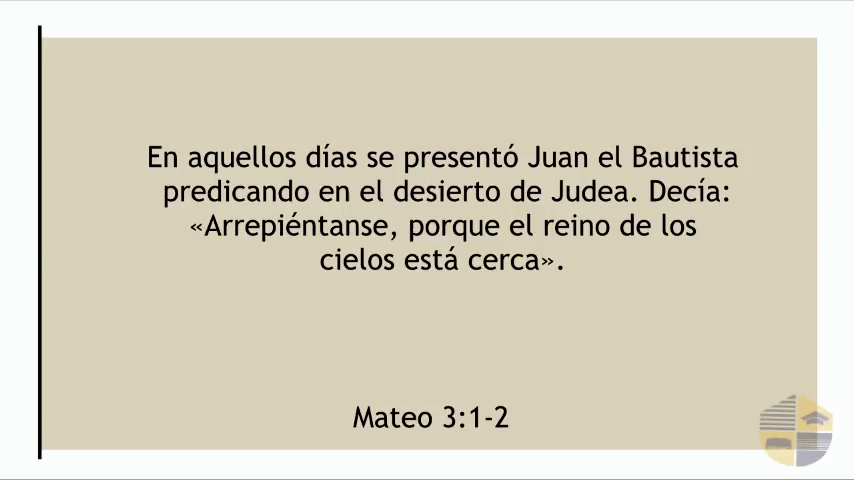 En aquellos días se presentó Juan el Bautista
predicando en el desierto de Judea. Decía:
«Arrepiéntanse, porque el reino de los
cielos está cerca».
Mateo 3:1-2